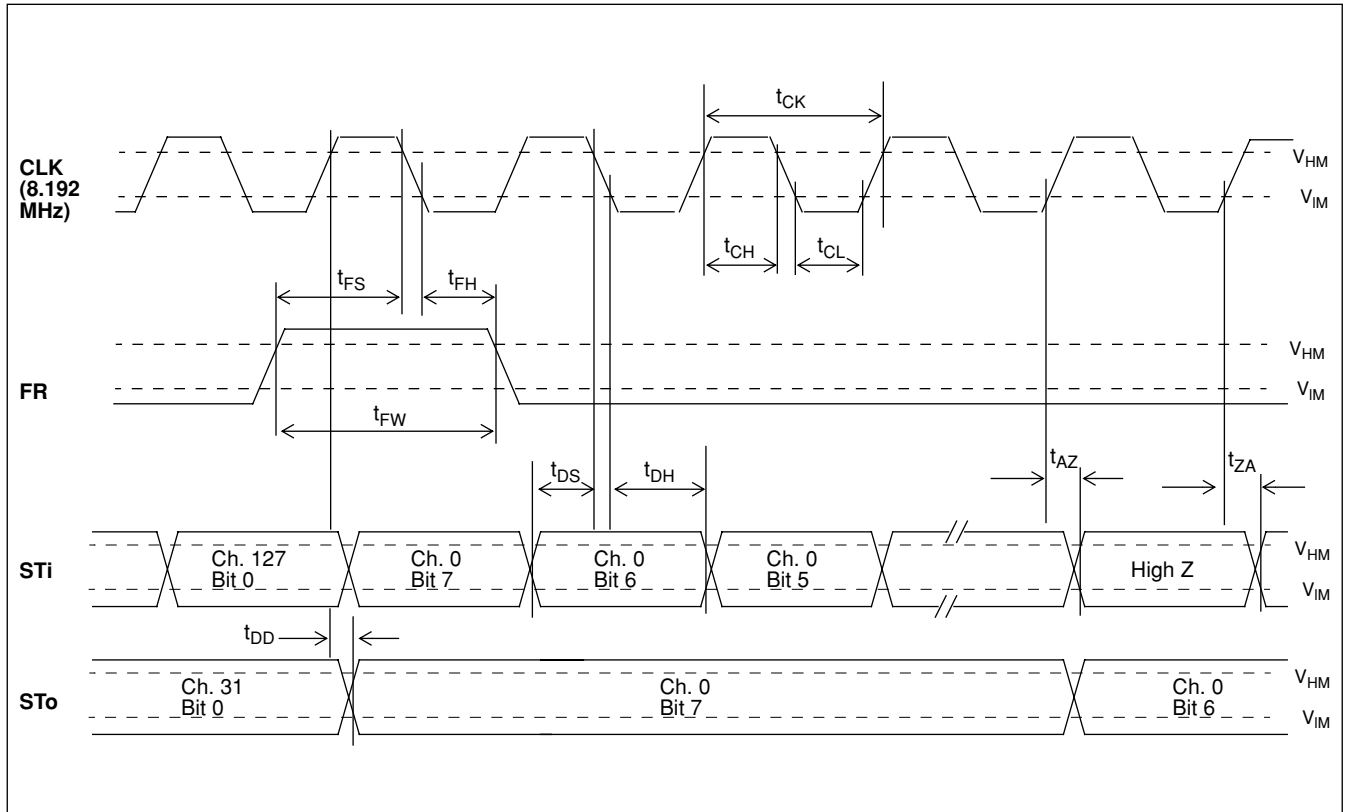 tCK
CLK
(8.192
MHz)
VHM
VIM
tCH
tCL
tFS
tFH
VHM
FR
VIM
tFW
tAZ
tZA
tDS
tDH
STi
Ch. 127
Bit 0
Ch. 0
Bit 7
Ch. 0
Bit 6
Ch. 0
Bit 5
High Z
VHM
VIM
tDD
STo
Ch. 31
Bit 0
Ch. 0
Bit 7
Ch. 0
Bit 6
VHM
VIM